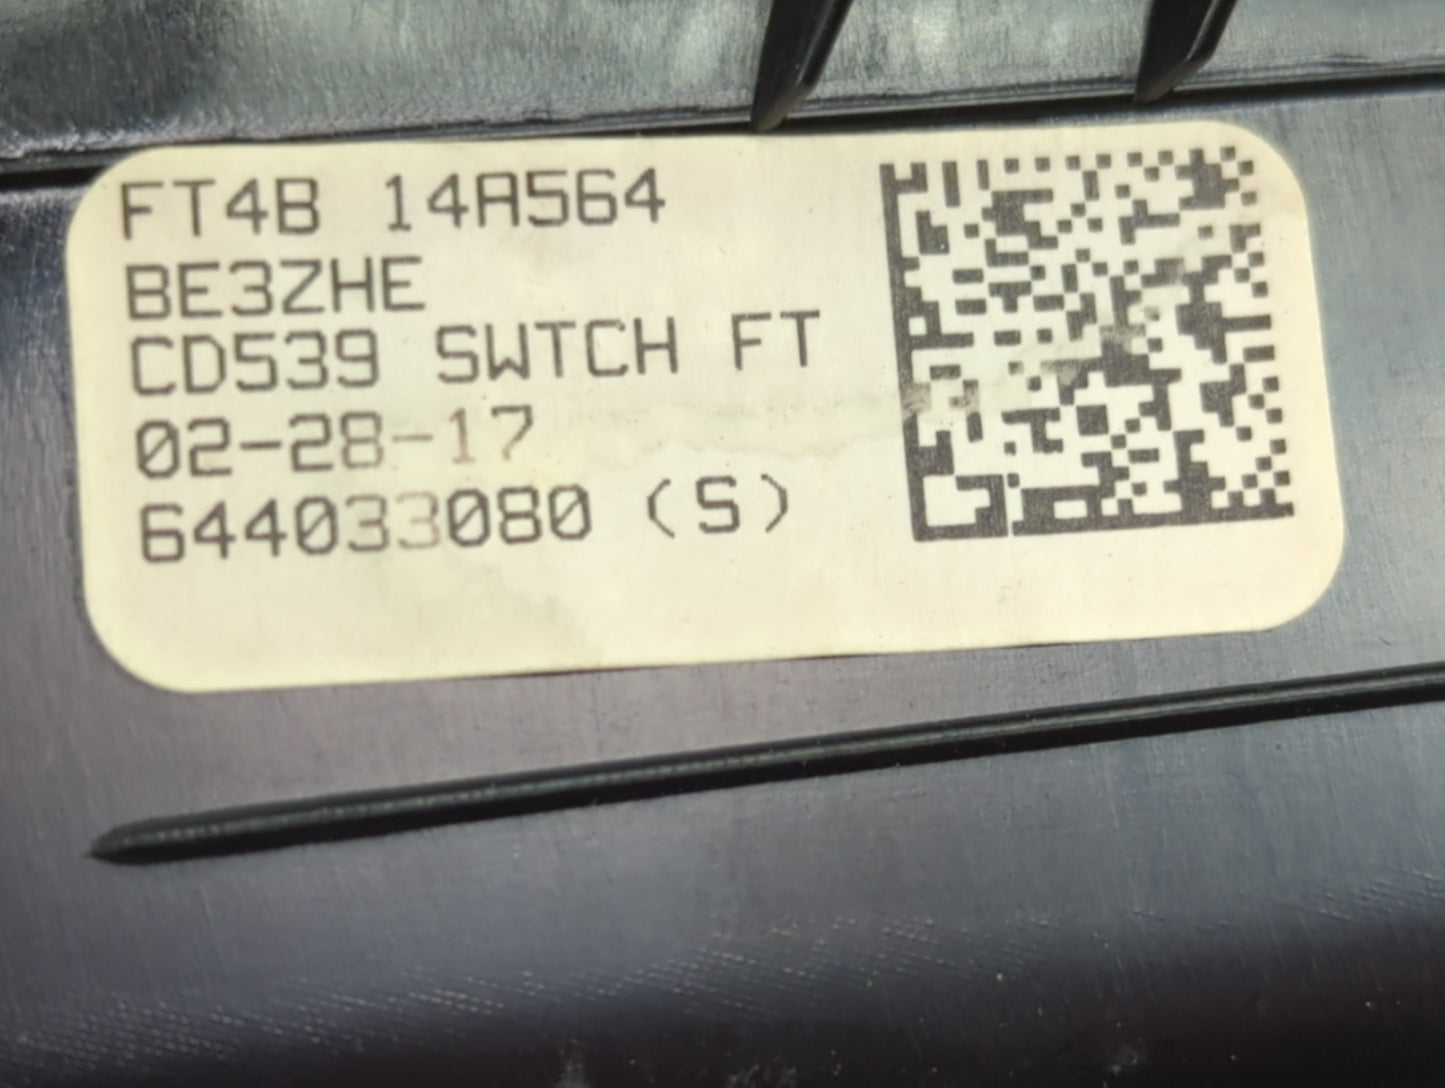 FT4B 14A564
BE3ZHE
CD539 SWTCH FT
02-28-17
644033080 (S)